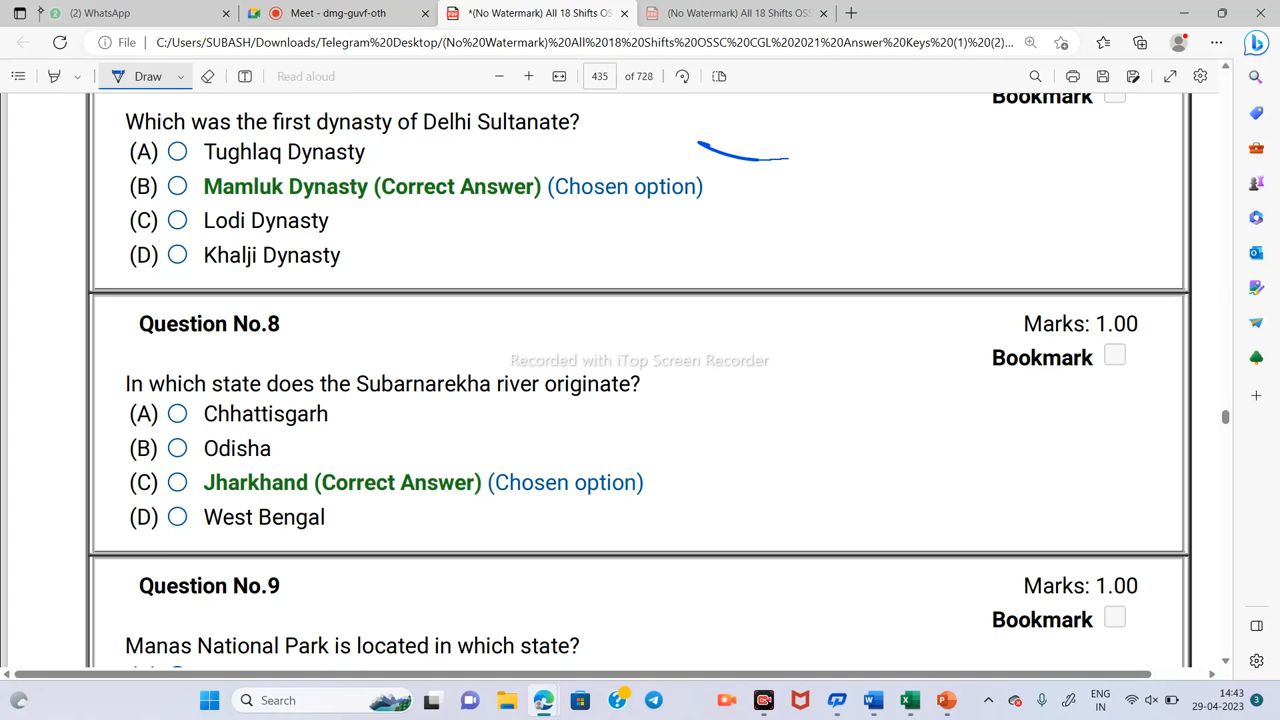 (2) WhatsApp
Meet - dmg-guvf-oth
*(No Watermark) All 18 Shifts OS
(No Watermark) All 18 Shifts OSS
File
C:/Users/SUBASH/Downloads/Telegram%20Desktop/(No%20Watermark)%20All%2018%20Shifts%20OSSC%20CGL%202021%20Answer%20Keys%20(1)%20(2)...
Draw
Read aloud
435 of 728
Bookmark
Which was the first dynasty of Delhi Sultanate?
(A) Tughlaq Dynasty
(B) Mamluk Dynasty (Correct Answer) (Chosen option)
(C) Lodi Dynasty
(D) Khalji Dynasty
Question No.8
Marks: 1.00
Bookmark
Recorded with iTop Screen Recorder
In which state does the Subarnarekha river originate?
(A) Chhattisgarh
(B) Odisha
(C) Jharkhand (Correct Answer) (Chosen option)
(D) West Bengal
Question No.9
Marks: 1.00
Bookmark
Manas National Park is located in which state?
Search
ENG
IN
14:43
29-04-2023
3